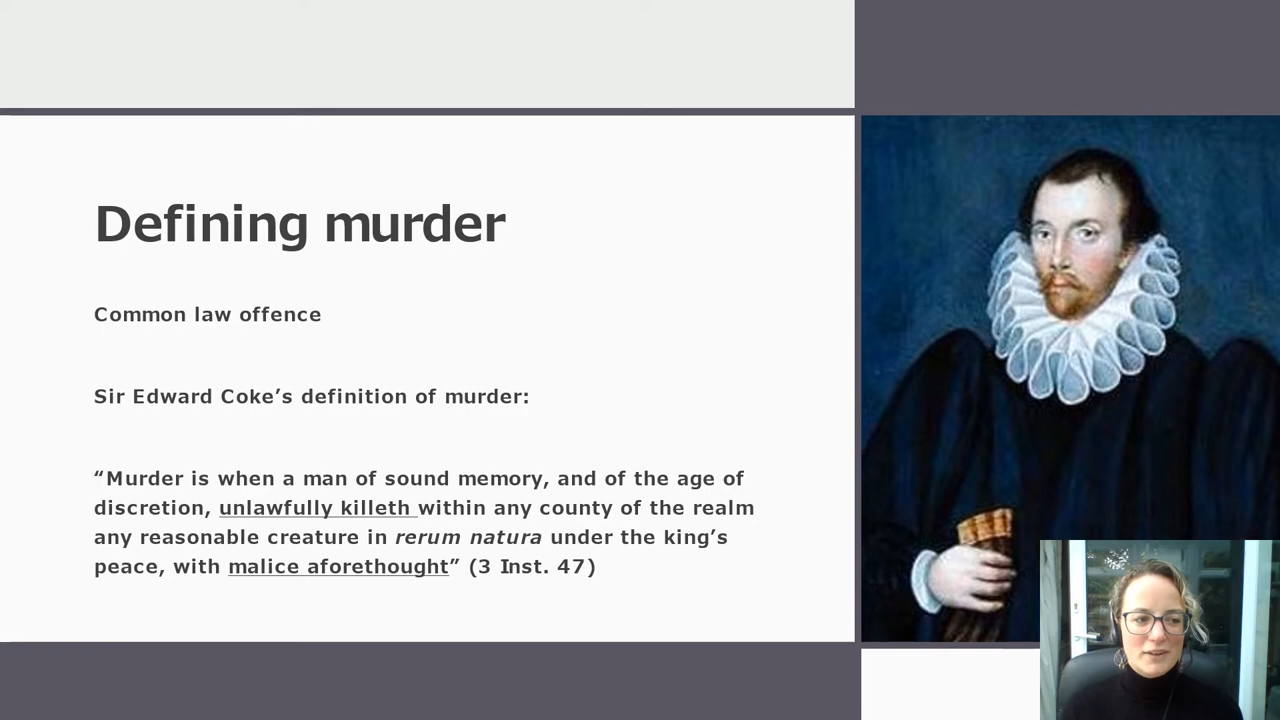 Defining murder
Common law offence
Sir Edward Coke’s definition of murder:
“Murder is when a man of sound memory, and of the age of
discretion, unlawfully killeth within any county of the realm
any reasonable creature in rerum natura under the king’s
peace, with malice aforethought” (3 Inst. 47)